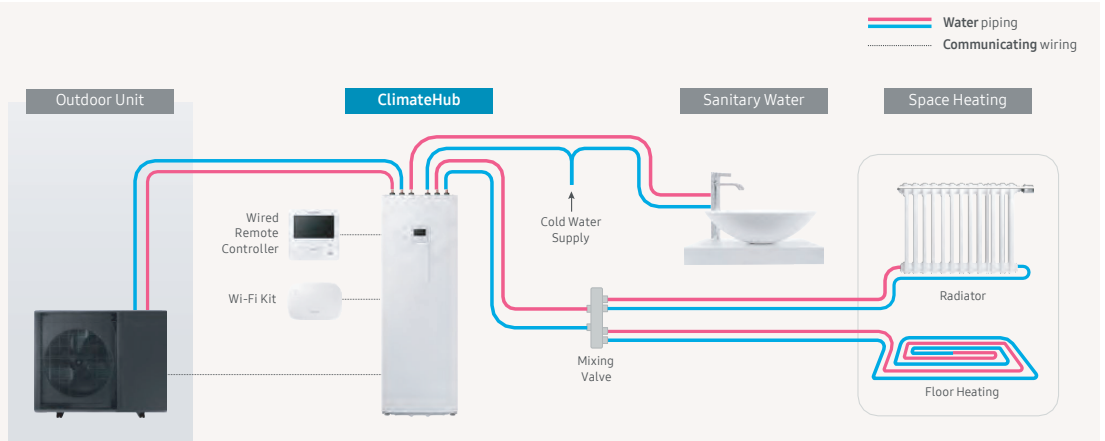 Water piping
Communicating wiring
Outdoor Unit
ClimateHub
Sanitary Water
Space Heating
Wired
Remote
Controller
Cold Water
Supply
Wi-Fi Kit
Radiator
Mixing
Valve
Floor Heating